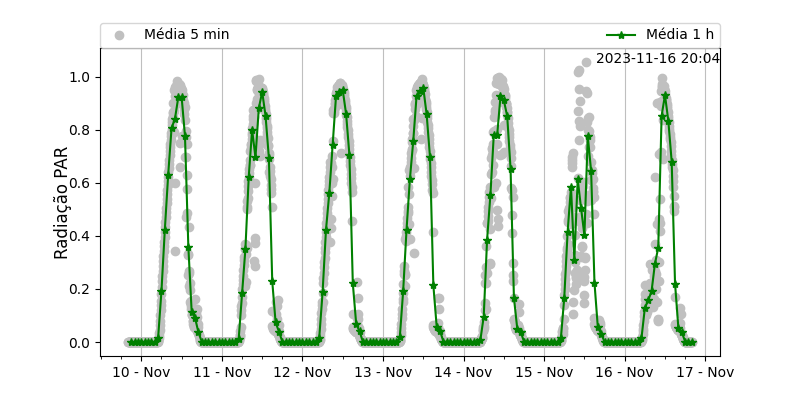 Média 5 min
Média 1 h
2023-11-16 20:04
Radiação PAR
1.0
0.8
0.6
0.4
0.2
0.0
10 - Nov
11 - Nov
12 - Nov
13 - Nov
14 - Nov
15 - Nov
16 - Nov
17 - Nov